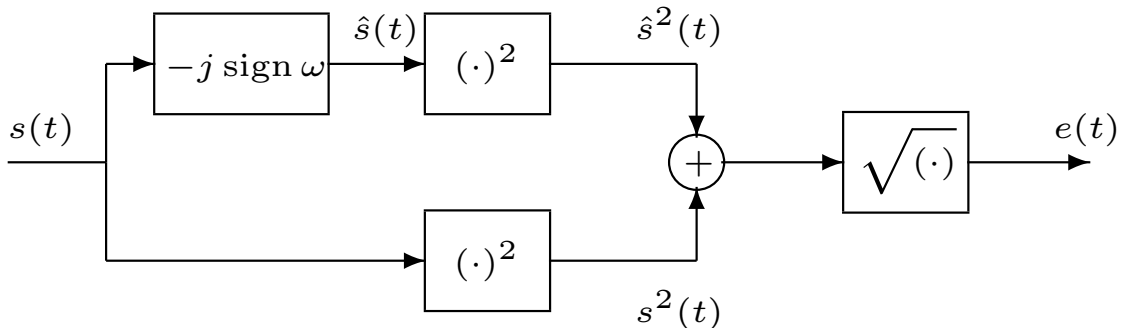 ŝ(t)
ŝ²(t)
−j sign ω
(·)²
s(t)
+
√(·)
e(t)
(·)²
s²(t)